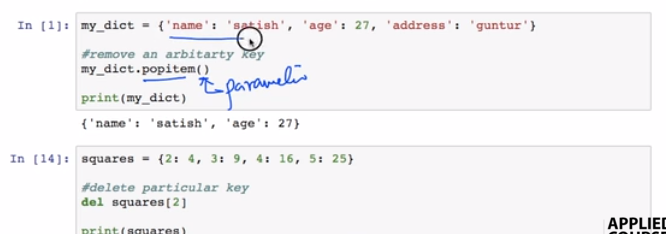 In [1]: my_dict = {'name': 'satish', 'age': 27, 'address': 'guntur'}
#remove an arbitarty key
my_dict.popitem()
print(my_dict)
{'name': 'satish', 'age': 27}
In [14]: squares = {2: 4, 3: 9, 4: 16, 5: 25}
#delete particular key
del squares[2]
print(squares)
APPLIED
COURSE